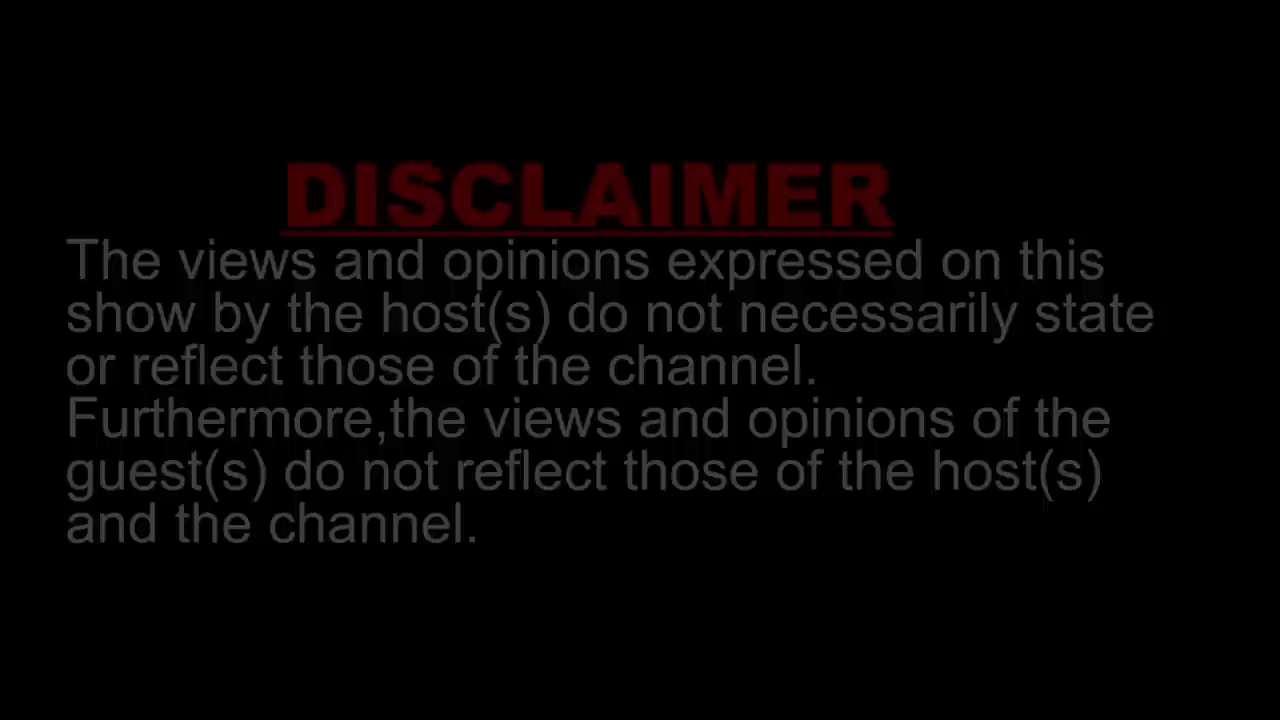 DISCLAIMER
The views and opinions expressed on this
show by the host(s) do not necessarily state
or reflect those of the channel.
Furthermore,the views and opinions of the
guest(s) do not reflect those of the host(s)
and the channel.